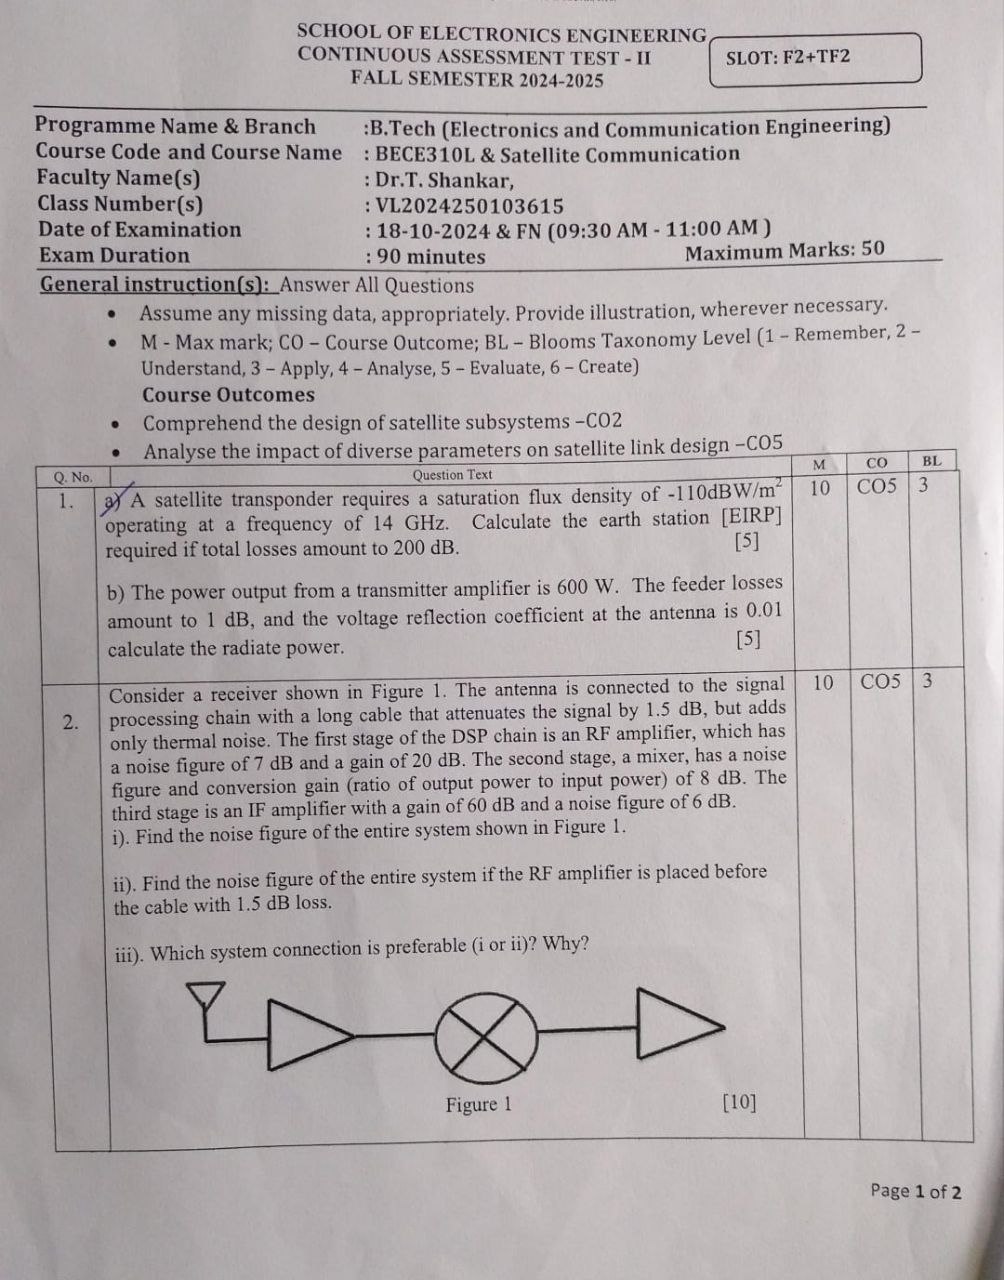 SCHOOL OF ELECTRONICS ENGINEERING
CONTINUOUS ASSESSMENT TEST - II
FALL SEMESTER 2024-2025
SLOT: F2+TF2
Programme Name & Branch :B.Tech (Electronics and Communication Engineering)
Course Code and Course Name : BECE310L & Satellite Communication
Faculty Name(s) : Dr.T. Shankar,
Class Number(s) : VL2024250103615
Date of Examination : 18-10-2024 & FN (09:30 AM - 11:00 AM )
Exam Duration : 90 minutes Maximum Marks: 50
General instruction(s): Answer All Questions
• Assume any missing data, appropriately. Provide illustration, wherever necessary.
• M - Max mark; CO – Course Outcome; BL – Blooms Taxonomy Level (1 – Remember, 2 –
Understand, 3 – Apply, 4 – Analyse, 5 – Evaluate, 6 – Create)
Course Outcomes
• Comprehend the design of satellite subsystems –CO2
• Analyse the impact of diverse parameters on satellite link design –CO5
Q. No. Question Text M CO BL
1. a) A satellite transponder requires a saturation flux density of -110dBW/m² 10 CO5 3
operating at a frequency of 14 GHz. Calculate the earth station [EIRP]
required if total losses amount to 200 dB. [5]
b) The power output from a transmitter amplifier is 600 W. The feeder losses
amount to 1 dB, and the voltage reflection coefficient at the antenna is 0.01
calculate the radiate power. [5]
2. Consider a receiver shown in Figure 1. The antenna is connected to the signal 10 CO5 3
processing chain with a long cable that attenuates the signal by 1.5 dB, but adds
only thermal noise. The first stage of the DSP chain is an RF amplifier, which has
a noise figure of 7 dB and a gain of 20 dB. The second stage, a mixer, has a noise
figure and conversion gain (ratio of output power to input power) of 8 dB. The
third stage is an IF amplifier with a gain of 60 dB and a noise figure of 6 dB.
i). Find the noise figure of the entire system shown in Figure 1.
ii). Find the noise figure of the entire system if the RF amplifier is placed before
the cable with 1.5 dB loss.
iii). Which system connection is preferable (i or ii)? Why?
Figure 1 [10]
Page 1 of 2